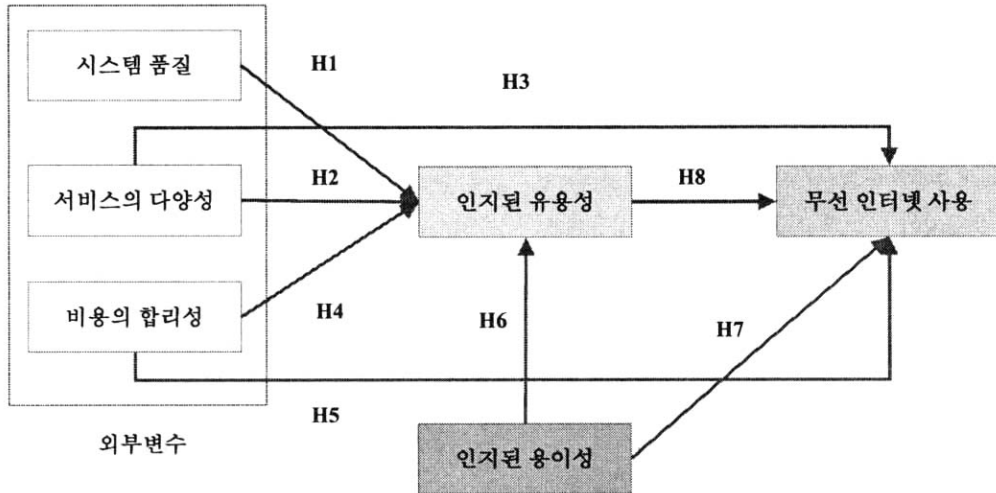 시스템 품질
H1
H3
서비스의 다양성
H2
인지된 유용성
H8
무선 인터넷 사용
비용의 합리성
H4
H6
H7
H5
외부변수
인지된 용이성